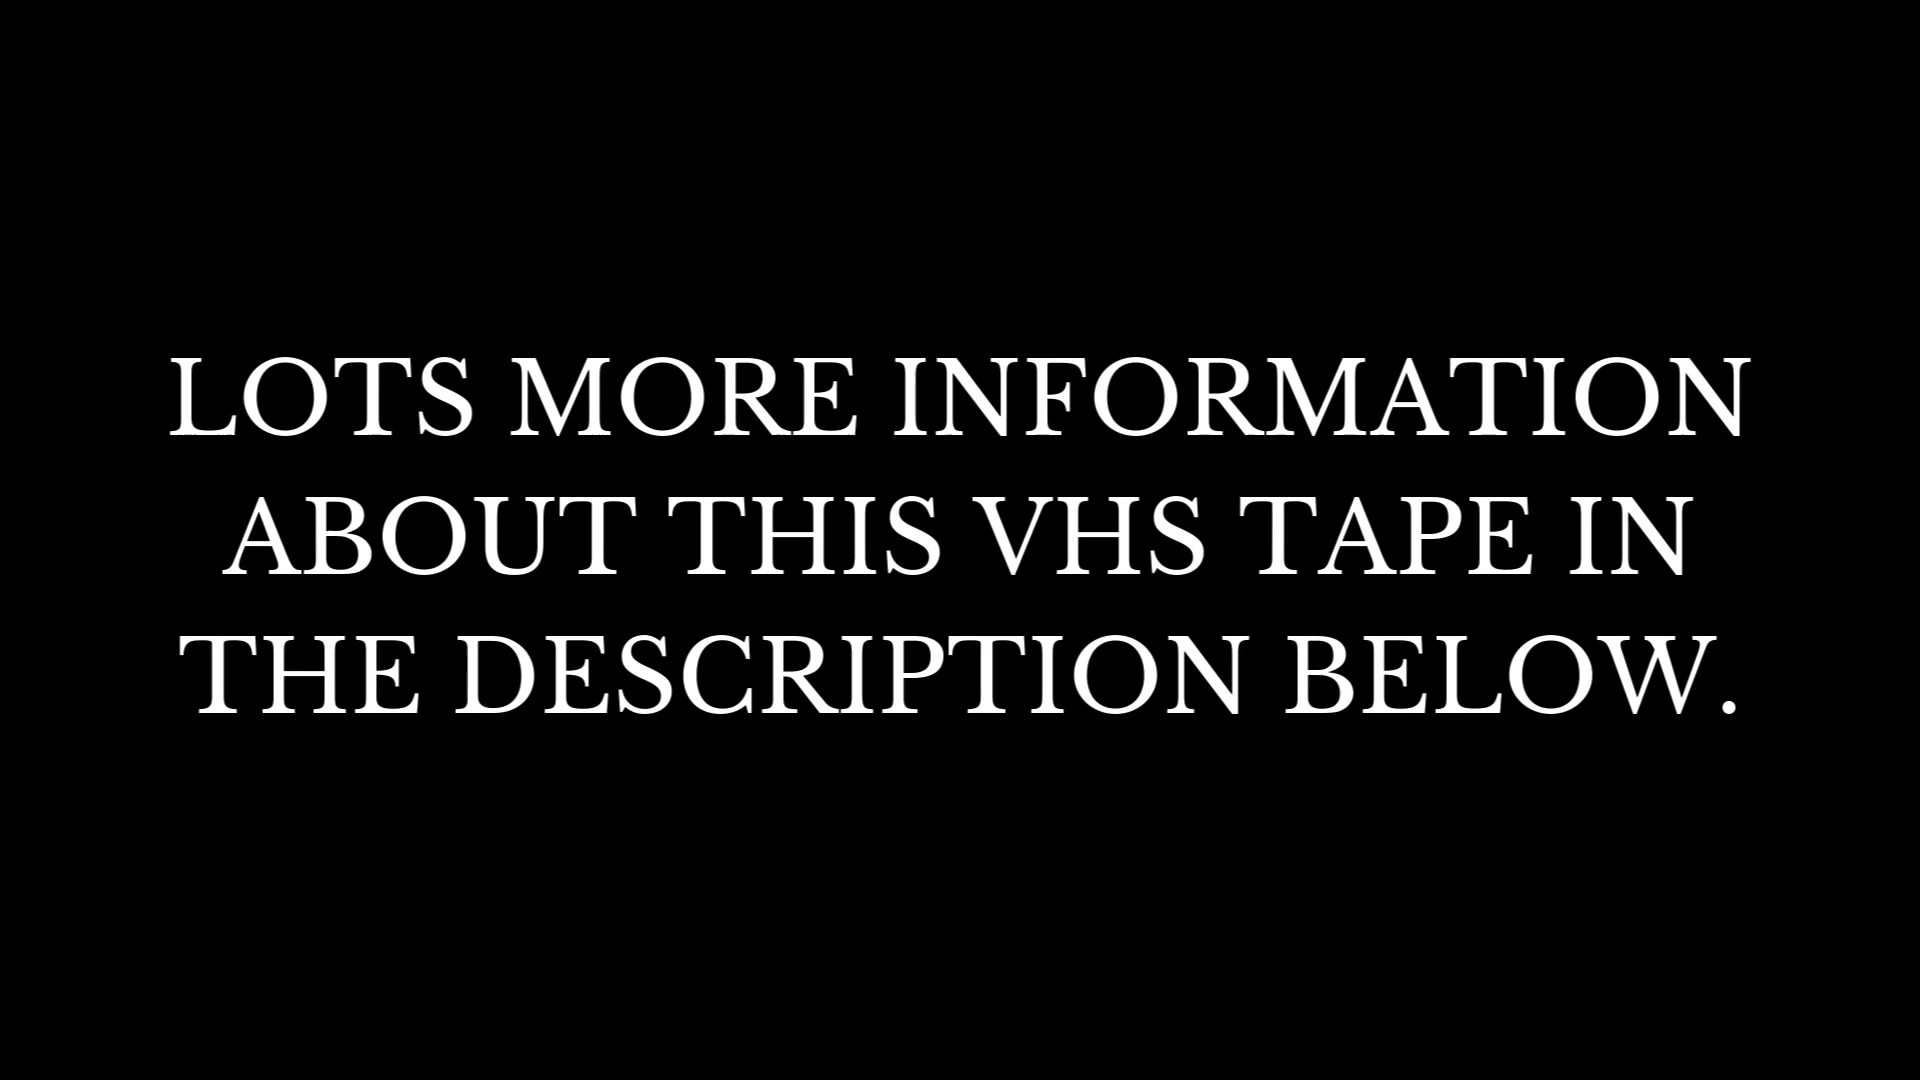 LOTS MORE INFORMATION
ABOUT THIS VHS TAPE IN
THE DESCRIPTION BELOW.